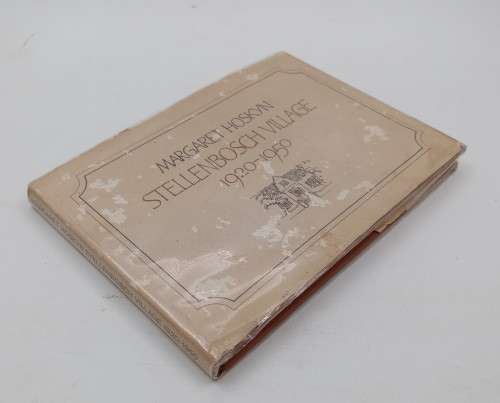 MARGARET HOSKYN
STELLENBOSCH VILLAGE
1920-1950